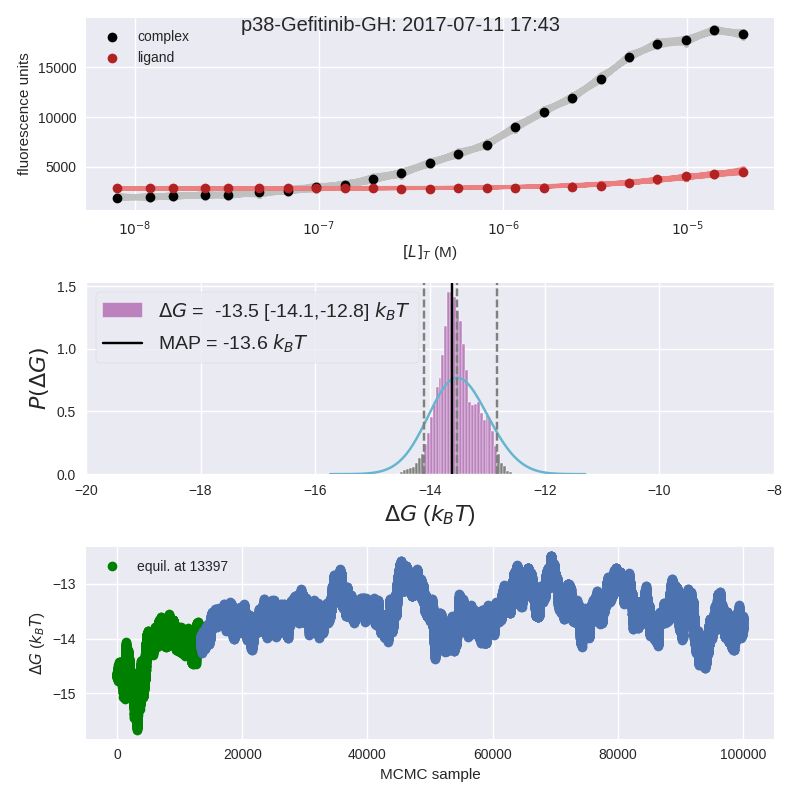 p38-Gefitinib-GH: 2017-07-11 17:43
complex
ligand
fluorescence units
15000
10000
5000
10⁻⁸ 10⁻⁷ 10⁻⁶ 10⁻⁵
[L]_T (M)
ΔG = -13.5 [-14.1,-12.8] k_BT
MAP = -13.6 k_BT
P(ΔG)
1.5
1.0
0.5
0.0
−20 −18 −16 −14 −12 −10 −8
ΔG (k_BT)
equil. at 13397
ΔG (k_BT)
−13
−14
−15
0 20000 40000 60000 80000 100000
MCMC sample